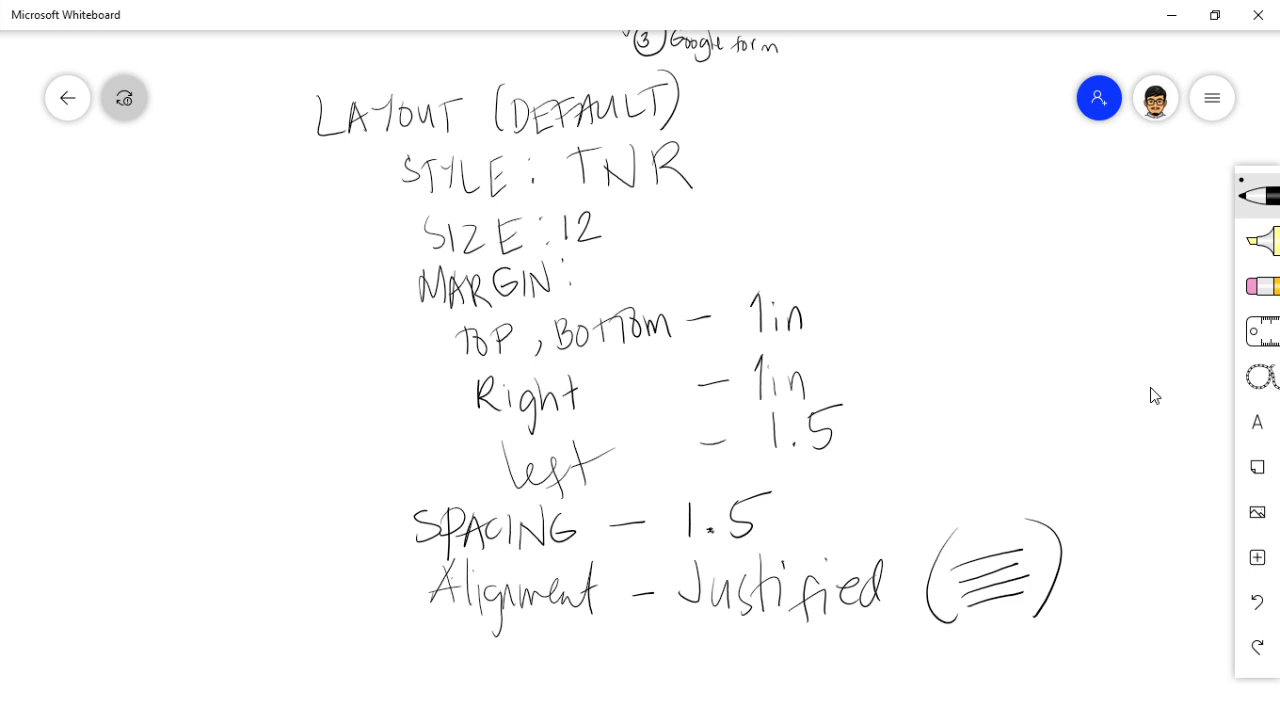 Microsoft Whiteboard
③ Google form
LAYOUT (DEFAULT)
STYLE: TNR
SIZE: 12
MARGIN:
TOP, BOTTOM - 1in
Right - 1in
left - 1.5
SPACING - 1.5
Alignment - Justified (≡)
A